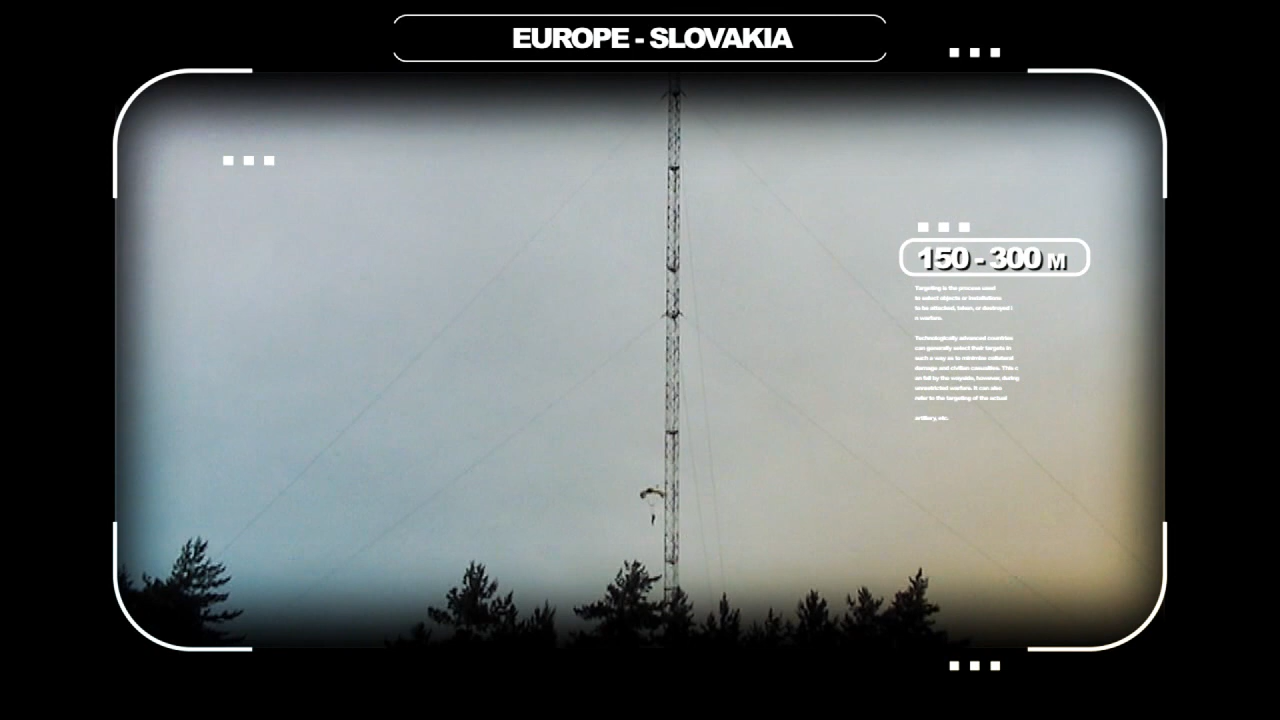 EUROPE - SLOVAKIA
150 - 300 M
Targeting is the process used
to select objects or installations
to be attacked, taken, or destroyed i
n warfare.
Technologically advanced countries
can generally select their targets in
such a way as to minimise collateral
damage and civilian casualties. This c
an fall by the wayside, however, during
unrestricted warfare. It can also
refer to the targeting of the actual
artillery, etc.